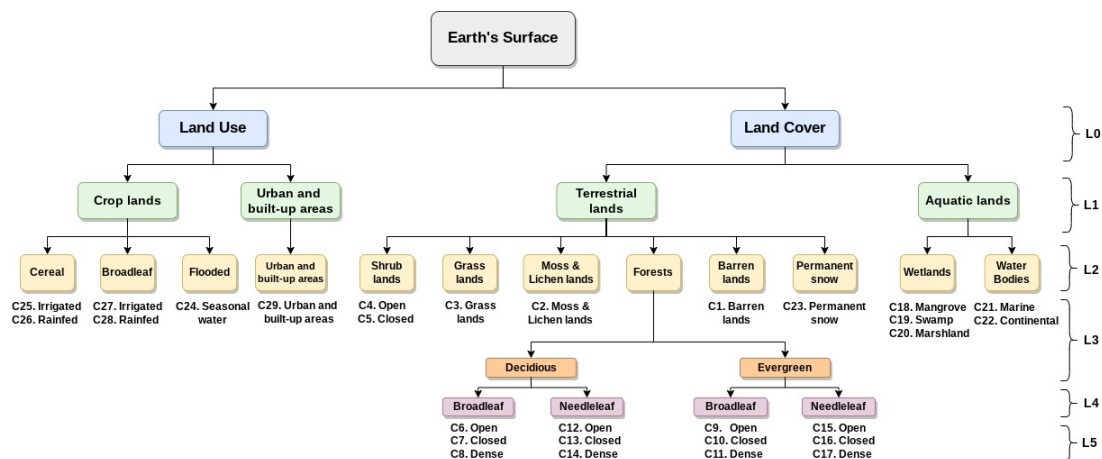 Earth's Surface
Land Use
Land Cover
L0
Crop lands
Urban and
built-up areas
Terrestrial
lands
Aquatic lands
L1
Cereal
Broadleaf
Flooded
Urban and
built-up areas
Shrub
lands
Grass
lands
Moss &
Lichen lands
Forests
Barren
lands
Permanent
snow
Wetlands
Water
Bodies
L2
C25. Irrigated
C26. Rainfed
C27. Irrigated
C28. Rainfed
C24. Seasonal
water
C29. Urban and
built-up areas
C4. Open
C5. Closed
C3. Grass
lands
C2. Moss &
Lichen lands
C1. Barren
lands
C23. Permanent
snow
C18. Mangrove
C19. Swamp
C20. Marshland
C21. Marine
C22. Continental
L3
Decidious
Evergreen
Broadleaf
Needleleaf
Broadleaf
Needleleaf
L4
C6. Open
C7. Closed
C8. Dense
C12. Open
C13. Closed
C14. Dense
C9. Open
C10. Closed
C11. Dense
C15. Open
C16. Closed
C17. Dense
L5